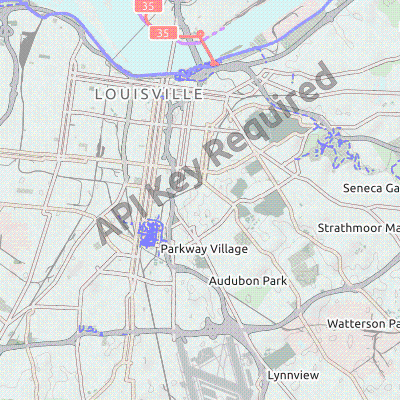 35
35
LOUISVILLE
API Key Required
Seneca Ga
Strathmoor Ma
Parkway Village
Audubon Park
Watterson Pa
Lynnview